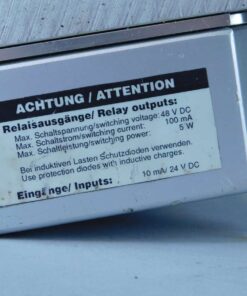 ACHTUNG / ATTENTION
Relaisausgänge/ Relay outputs:
Max. Schaltspannung/switching voltage: 48 V DC
Max. Schaltstrom/switching current: 100 mA
Max. Schaltleistung/switching power: 5 W
Bei induktiven Lasten Schutzdioden verwenden.
Use protection diodes with inductive charges.
Eingänge/ Inputs: 10 mA/ 24 V DC